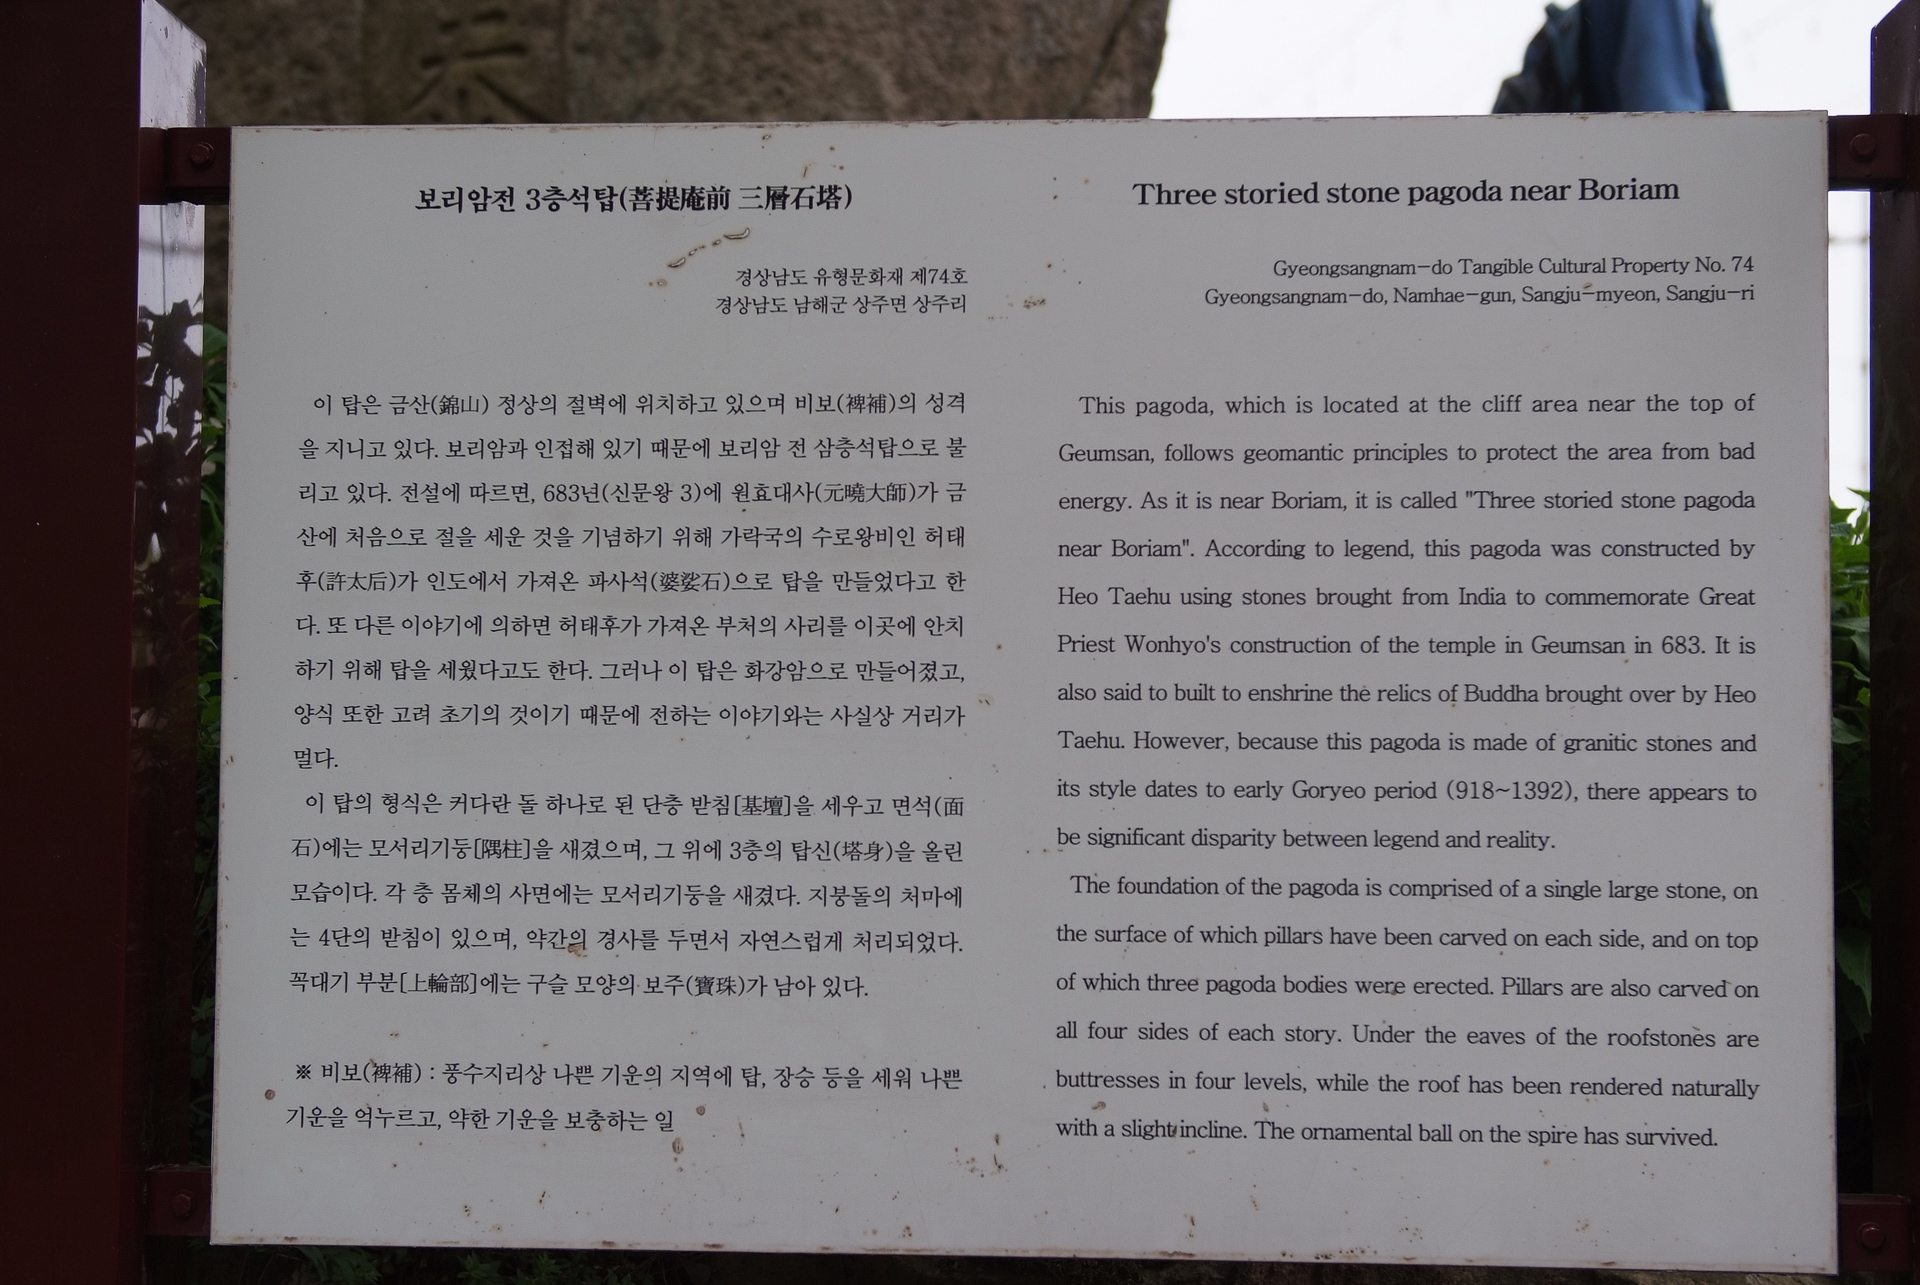 보리암전 3층석탑(菩提庵前 三層石塔)
경상남도 유형문화재 제74호
경상남도 남해군 상주면 상주리
이 탑은 금산(錦山) 정상의 절벽에 위치하고 있으며 비보(裨補)의 성격
을 지니고 있다. 보리암과 인접해 있기 때문에 보리암 전 삼층석탑으로 불
리고 있다. 전설에 따르면, 683년(신문왕 3)에 원효대사(元曉大師)가 금
산에 처음으로 절을 세운 것을 기념하기 위해 가락국의 수로왕비인 허태
후(許太后)가 인도에서 가져온 파사석(婆娑石)으로 탑을 만들었다고 한
다. 또 다른 이야기에 의하면 허태후가 가져온 부처의 사리를 이곳에 안치
하기 위해 탑을 세웠다고도 한다. 그러나 이 탑은 화강암으로 만들어졌고,
양식 또한 고려 초기의 것이기 때문에 전하는 이야기와는 사실상 거리가
멀다.
이 탑의 형식은 커다란 돌 하나로 된 단층 받침[基壇]을 세우고 면석(面
石)에는 모서리기둥[隅柱]을 새겼으며, 그 위에 3층의 탑신(塔身)을 올린
모습이다. 각 층 몸체의 사면에는 모서리기둥을 새겼다. 지붕돌의 처마에
는 4단의 받침이 있으며, 약간의 경사를 두면서 자연스럽게 처리되었다.
꼭대기 부분[上輪部]에는 구슬 모양의 보주(寶珠)가 남아 있다.
※ 비보(裨補) : 풍수지리상 나쁜 기운의 지역에 탑, 장승 등을 세워 나쁜
기운을 억누르고, 약한 기운을 보충하는 일
Three storied stone pagoda near Boriam
Gyeongsangnam-do Tangible Cultural Property No. 74
Gyeongsangnam-do, Namhae-gun, Sangju-myeon, Sangju-ri
This pagoda, which is located at the cliff area near the top of
Geumsan, follows geomantic principles to protect the area from bad
energy. As it is near Boriam, it is called "Three storied stone pagoda
near Boriam". According to legend, this pagoda was constructed by
Heo Taehu using stones brought from India to commemorate Great
Priest Wonhyo's construction of the temple in Geumsan in 683. It is
also said to built to enshrine the relics of Buddha brought over by Heo
Taehu. However, because this pagoda is made of granitic stones and
its style dates to early Goryeo period (918~1392), there appears to
be significant disparity between legend and reality.
The foundation of the pagoda is comprised of a single large stone, on
the surface of which pillars have been carved on each side, and on top
of which three pagoda bodies were erected. Pillars are also carved on
all four sides of each story. Under the eaves of the roofstones are
buttresses in four levels, while the roof has been rendered naturally
with a slight incline. The ornamental ball on the spire has survived.